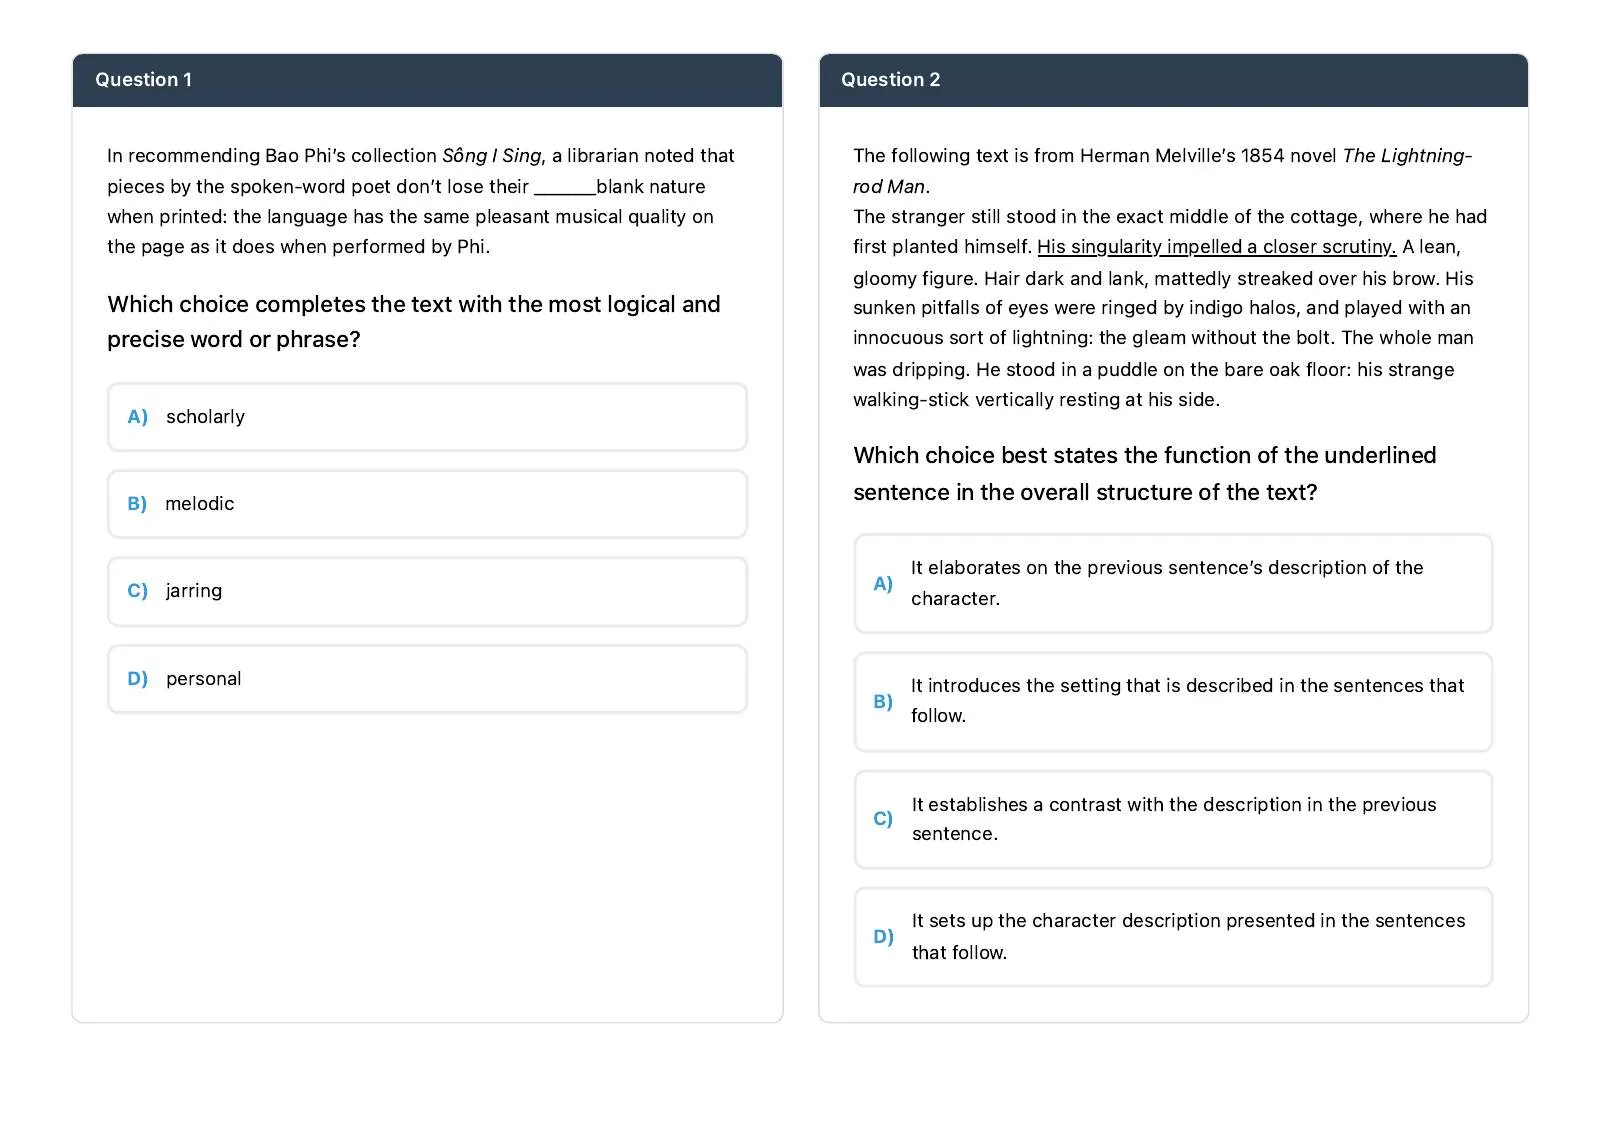 Question 1
In recommending Bao Phi's collection Sông I Sing, a librarian noted that
pieces by the spoken-word poet don't lose their ______blank nature
when printed: the language has the same pleasant musical quality on
the page as it does when performed by Phi.
Which choice completes the text with the most logical and
precise word or phrase?
A) scholarly
B) melodic
C) jarring
D) personal
Question 2
The following text is from Herman Melville's 1854 novel The Lightning-
rod Man.
The stranger still stood in the exact middle of the cottage, where he had
first planted himself. His singularity impelled a closer scrutiny. A lean,
gloomy figure. Hair dark and lank, mattedly streaked over his brow. His
sunken pitfalls of eyes were ringed by indigo halos, and played with an
innocuous sort of lightning: the gleam without the bolt. The whole man
was dripping. He stood in a puddle on the bare oak floor: his strange
walking-stick vertically resting at his side.
Which choice best states the function of the underlined
sentence in the overall structure of the text?
A) It elaborates on the previous sentence's description of the
character.
B) It introduces the setting that is described in the sentences that
follow.
C) It establishes a contrast with the description in the previous
sentence.
D) It sets up the character description presented in the sentences
that follow.